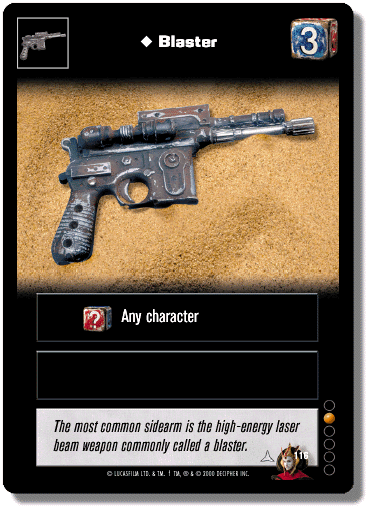 ◆ Blaster
3
? Any character
The most common sidearm is the high-energy laser
beam weapon commonly called a blaster.
116
© LUCASFILM LTD. & TM. † TM, ® & © 2000 DECIPHER INC.